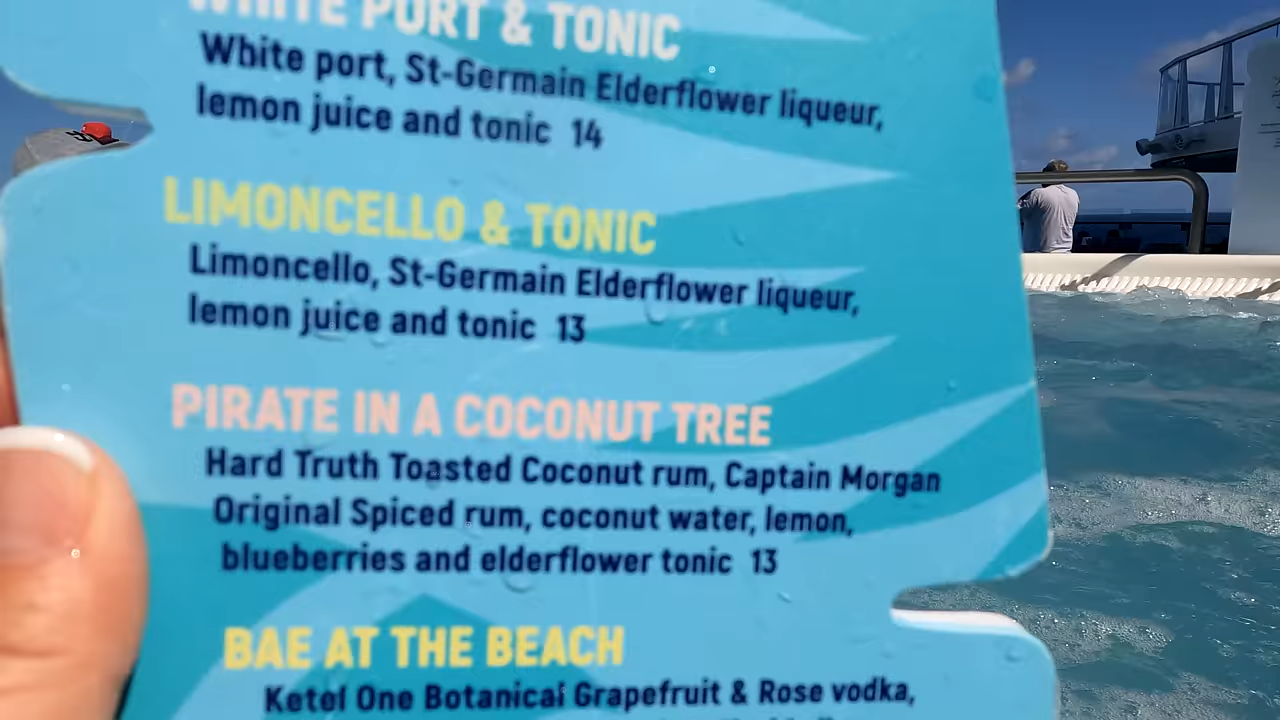 WHITE PORT & TONIC
White port, St-Germain Elderflower liqueur,
lemon juice and tonic 14
LIMONCELLO & TONIC
Limoncello, St-Germain Elderflower liqueur,
lemon juice and tonic 13
PIRATE IN A COCONUT TREE
Hard Truth Toasted Coconut rum, Captain Morgan
Original Spiced rum, coconut water, lemon,
blueberries and elderflower tonic 13
BAE AT THE BEACH
Ketel One Botanical Grapefruit & Rose vodka,